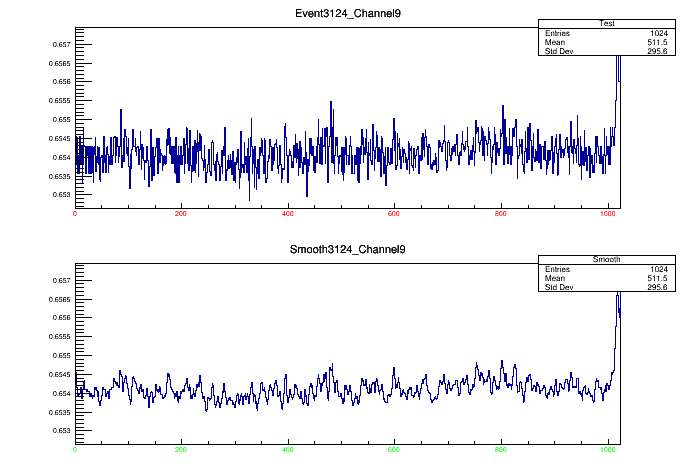 Event3124_Channel9
Test
Entries 1024
Mean 511.5
Std Dev 295.6
0.657
0.6565
0.656
0.6555
0.655
0.6545
0.654
0.6535
0.653
0 200 400 600 800 1000
Smooth3124_Channel9
Smooth
Entries 1024
Mean 511.5
Std Dev 295.6
0.657
0.6565
0.656
0.6555
0.655
0.6545
0.654
0.6535
0.653
0 200 400 600 800 1000